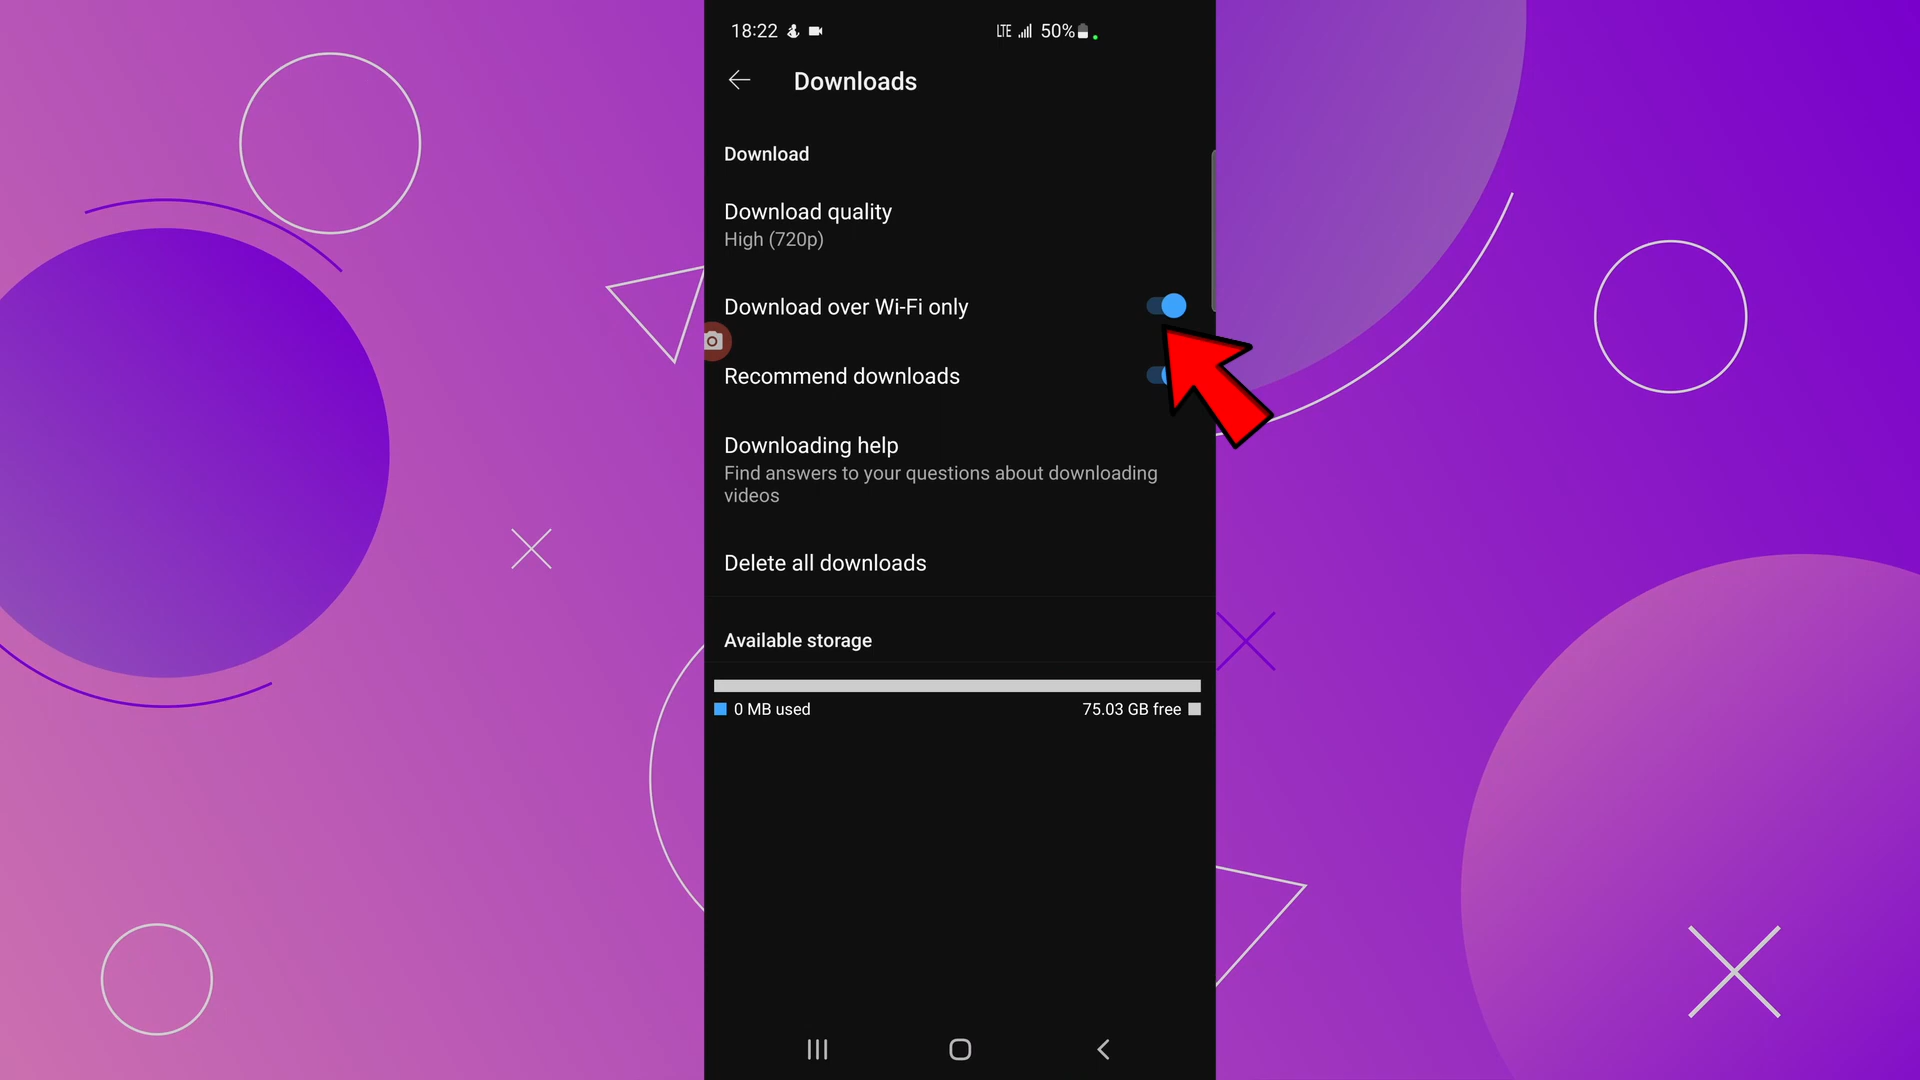 18:22 LTE 50%
Downloads
Download
Download quality
High (720p)
Download over Wi-Fi only
Recommend downloads
Downloading help
Find answers to your questions about downloading
videos
Delete all downloads
Available storage
0 MB used 75.03 GB free